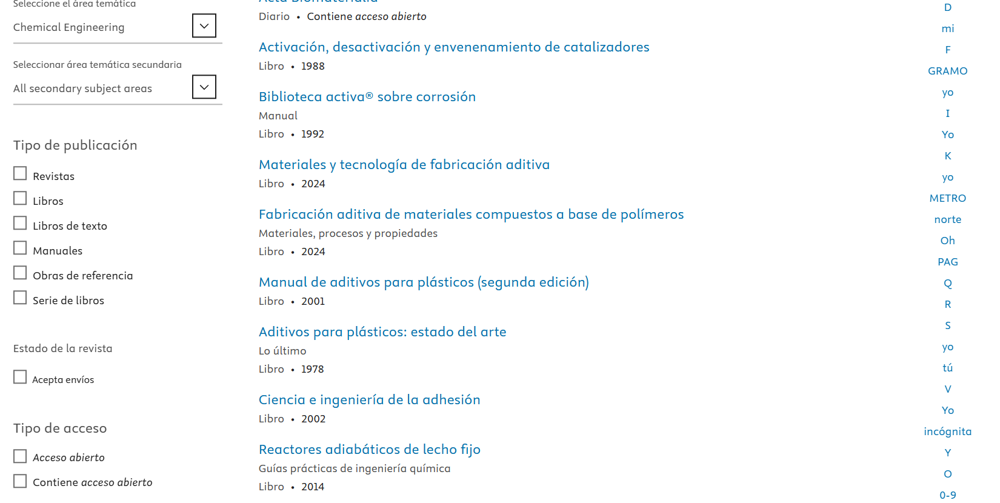 Seleccione el área temática
Chemical Engineering
Seleccionar área temática secundaria
All secondary subject areas
Tipo de publicación
Revistas
Libros
Libros de texto
Manuales
Obras de referencia
Serie de libros
Estado de la revista
Acepta envíos
Tipo de acceso
Acceso abierto
Contiene acceso abierto
Acta Biomaterialia
Diario • Contiene acceso abierto
Activación, desactivación y envenenamiento de catalizadores
Libro • 1988
Biblioteca activa® sobre corrosión
Manual
Libro • 1992
Materiales y tecnología de fabricación aditiva
Libro • 2024
Fabricación aditiva de materiales compuestos a base de polímeros
Materiales, procesos y propiedades
Libro • 2024
Manual de aditivos para plásticos (segunda edición)
Libro • 2001
Aditivos para plásticos: estado del arte
Lo último
Libro • 1978
Ciencia e ingeniería de la adhesión
Libro • 2002
Reactores adiabáticos de lecho fijo
Guías prácticas de ingeniería química
Libro • 2014
D
mi
F
GRAMO
yo
I
Yo
K
yo
METRO
norte
Oh
PAG
Q
R
S
yo
tú
V
Yo
incógnita
Y
O
0-9